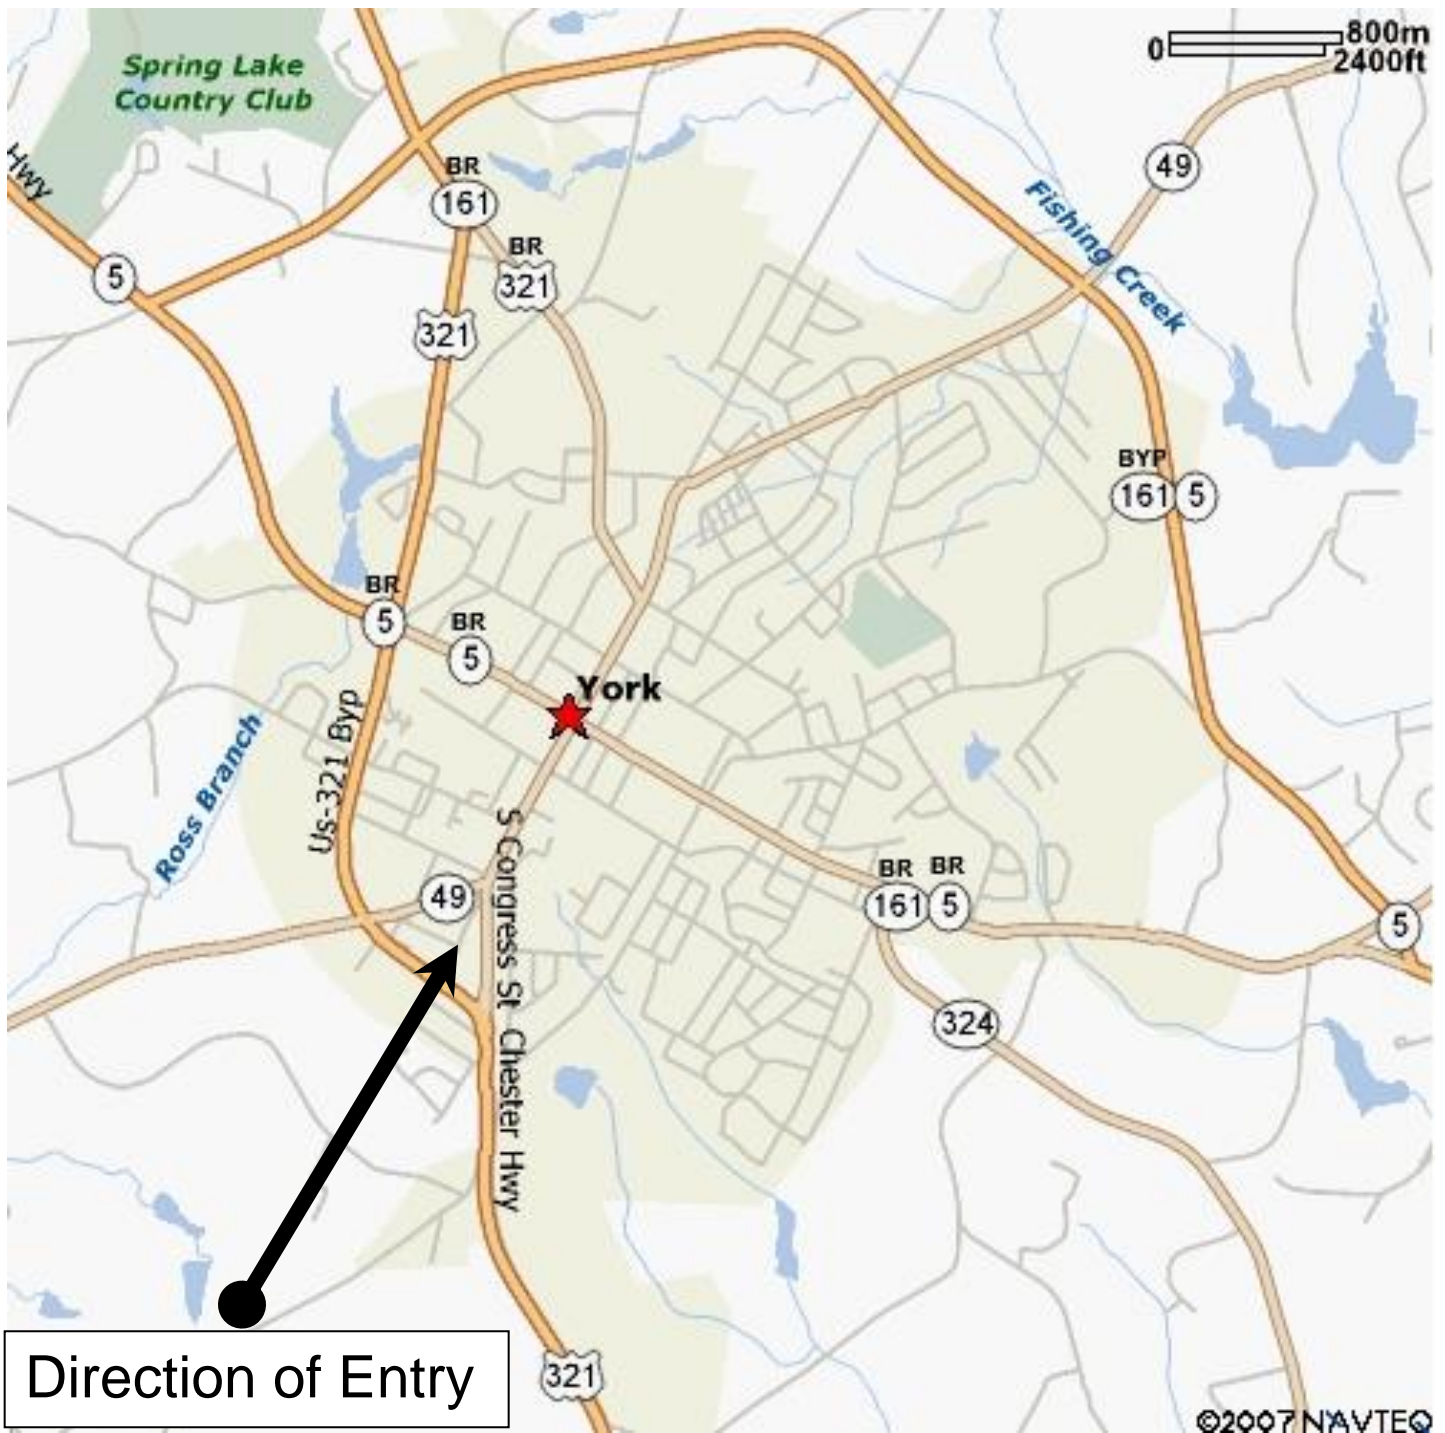 800m
0
2400ft
Spring Lake
Country Club
Hwy
49
BR
161
Fishing Creek
BR
321
5
321
BYP
161
5
BR
5
BR
5
York
Us-321 Byp
Ross Branch
S Congress St
BR
BR
161
5
49
5
324
Chester Hwy
Direction of Entry
321
©2007 NAVTEQ